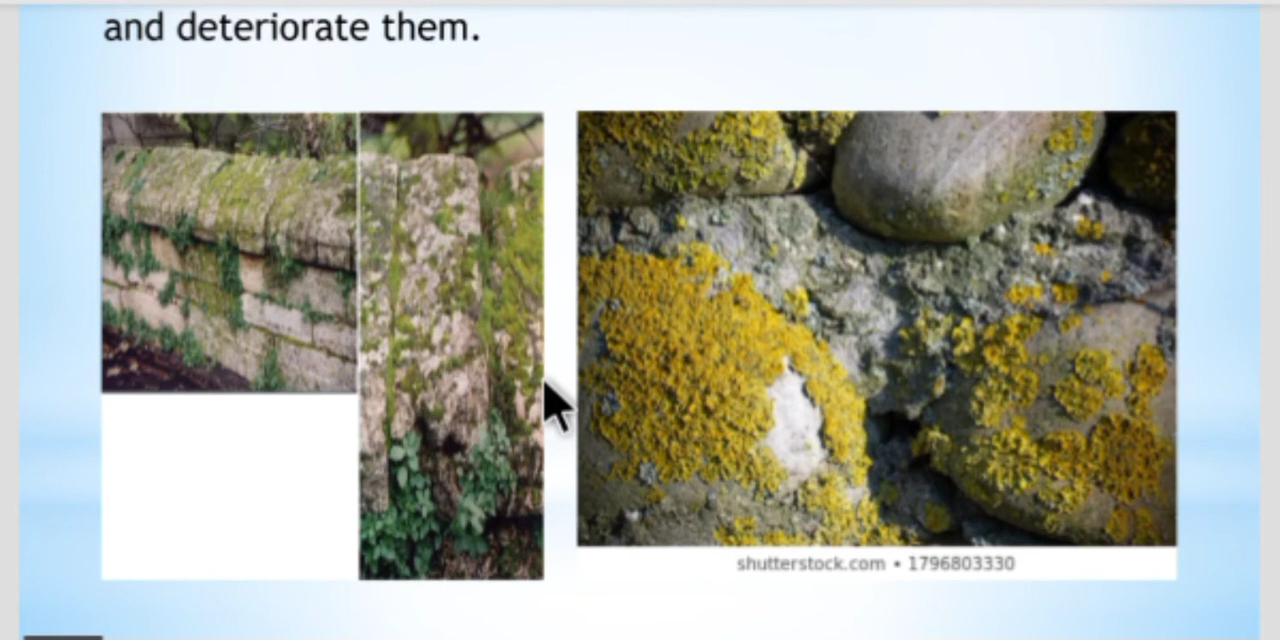 and deteriorate them.
shutterstock.com • 1796803330